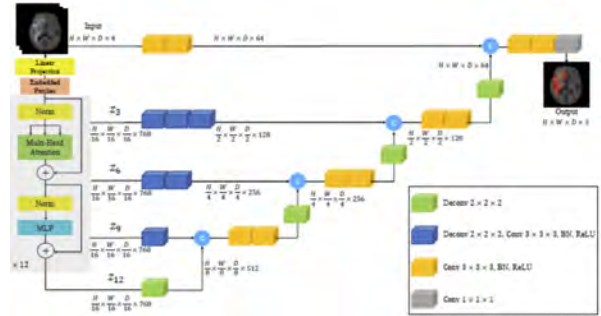 Input
H × W × D × 4
H × W × D × 64
Linear Projection
Embedded Patches
H × W × D × 64
Output
H × W × D × 3
Norm
Multi-Head Attention
+
Norm
MLP
+
× 12
Z3
H/16 × W/16 × D/16 × 768
H/2 × W/2 × D/2 × 128
C
H/2 × W/2 × D/2 × 128
Z6
H/16 × W/16 × D/16 × 768
H/4 × W/4 × D/4 × 256
C
H/4 × W/4 × D/4 × 256
Z9
H/16 × W/16 × D/16 × 768
C
H/8 × W/8 × D/8 × 512
Z12
H/16 × W/16 × D/16 × 768
Deconv 2 × 2 × 2
Deconv 2 × 2 × 2, Conv 3 × 3 × 3, BN, ReLU
Conv 3 × 3 × 3, BN, ReLU
Conv 1 × 1 × 1